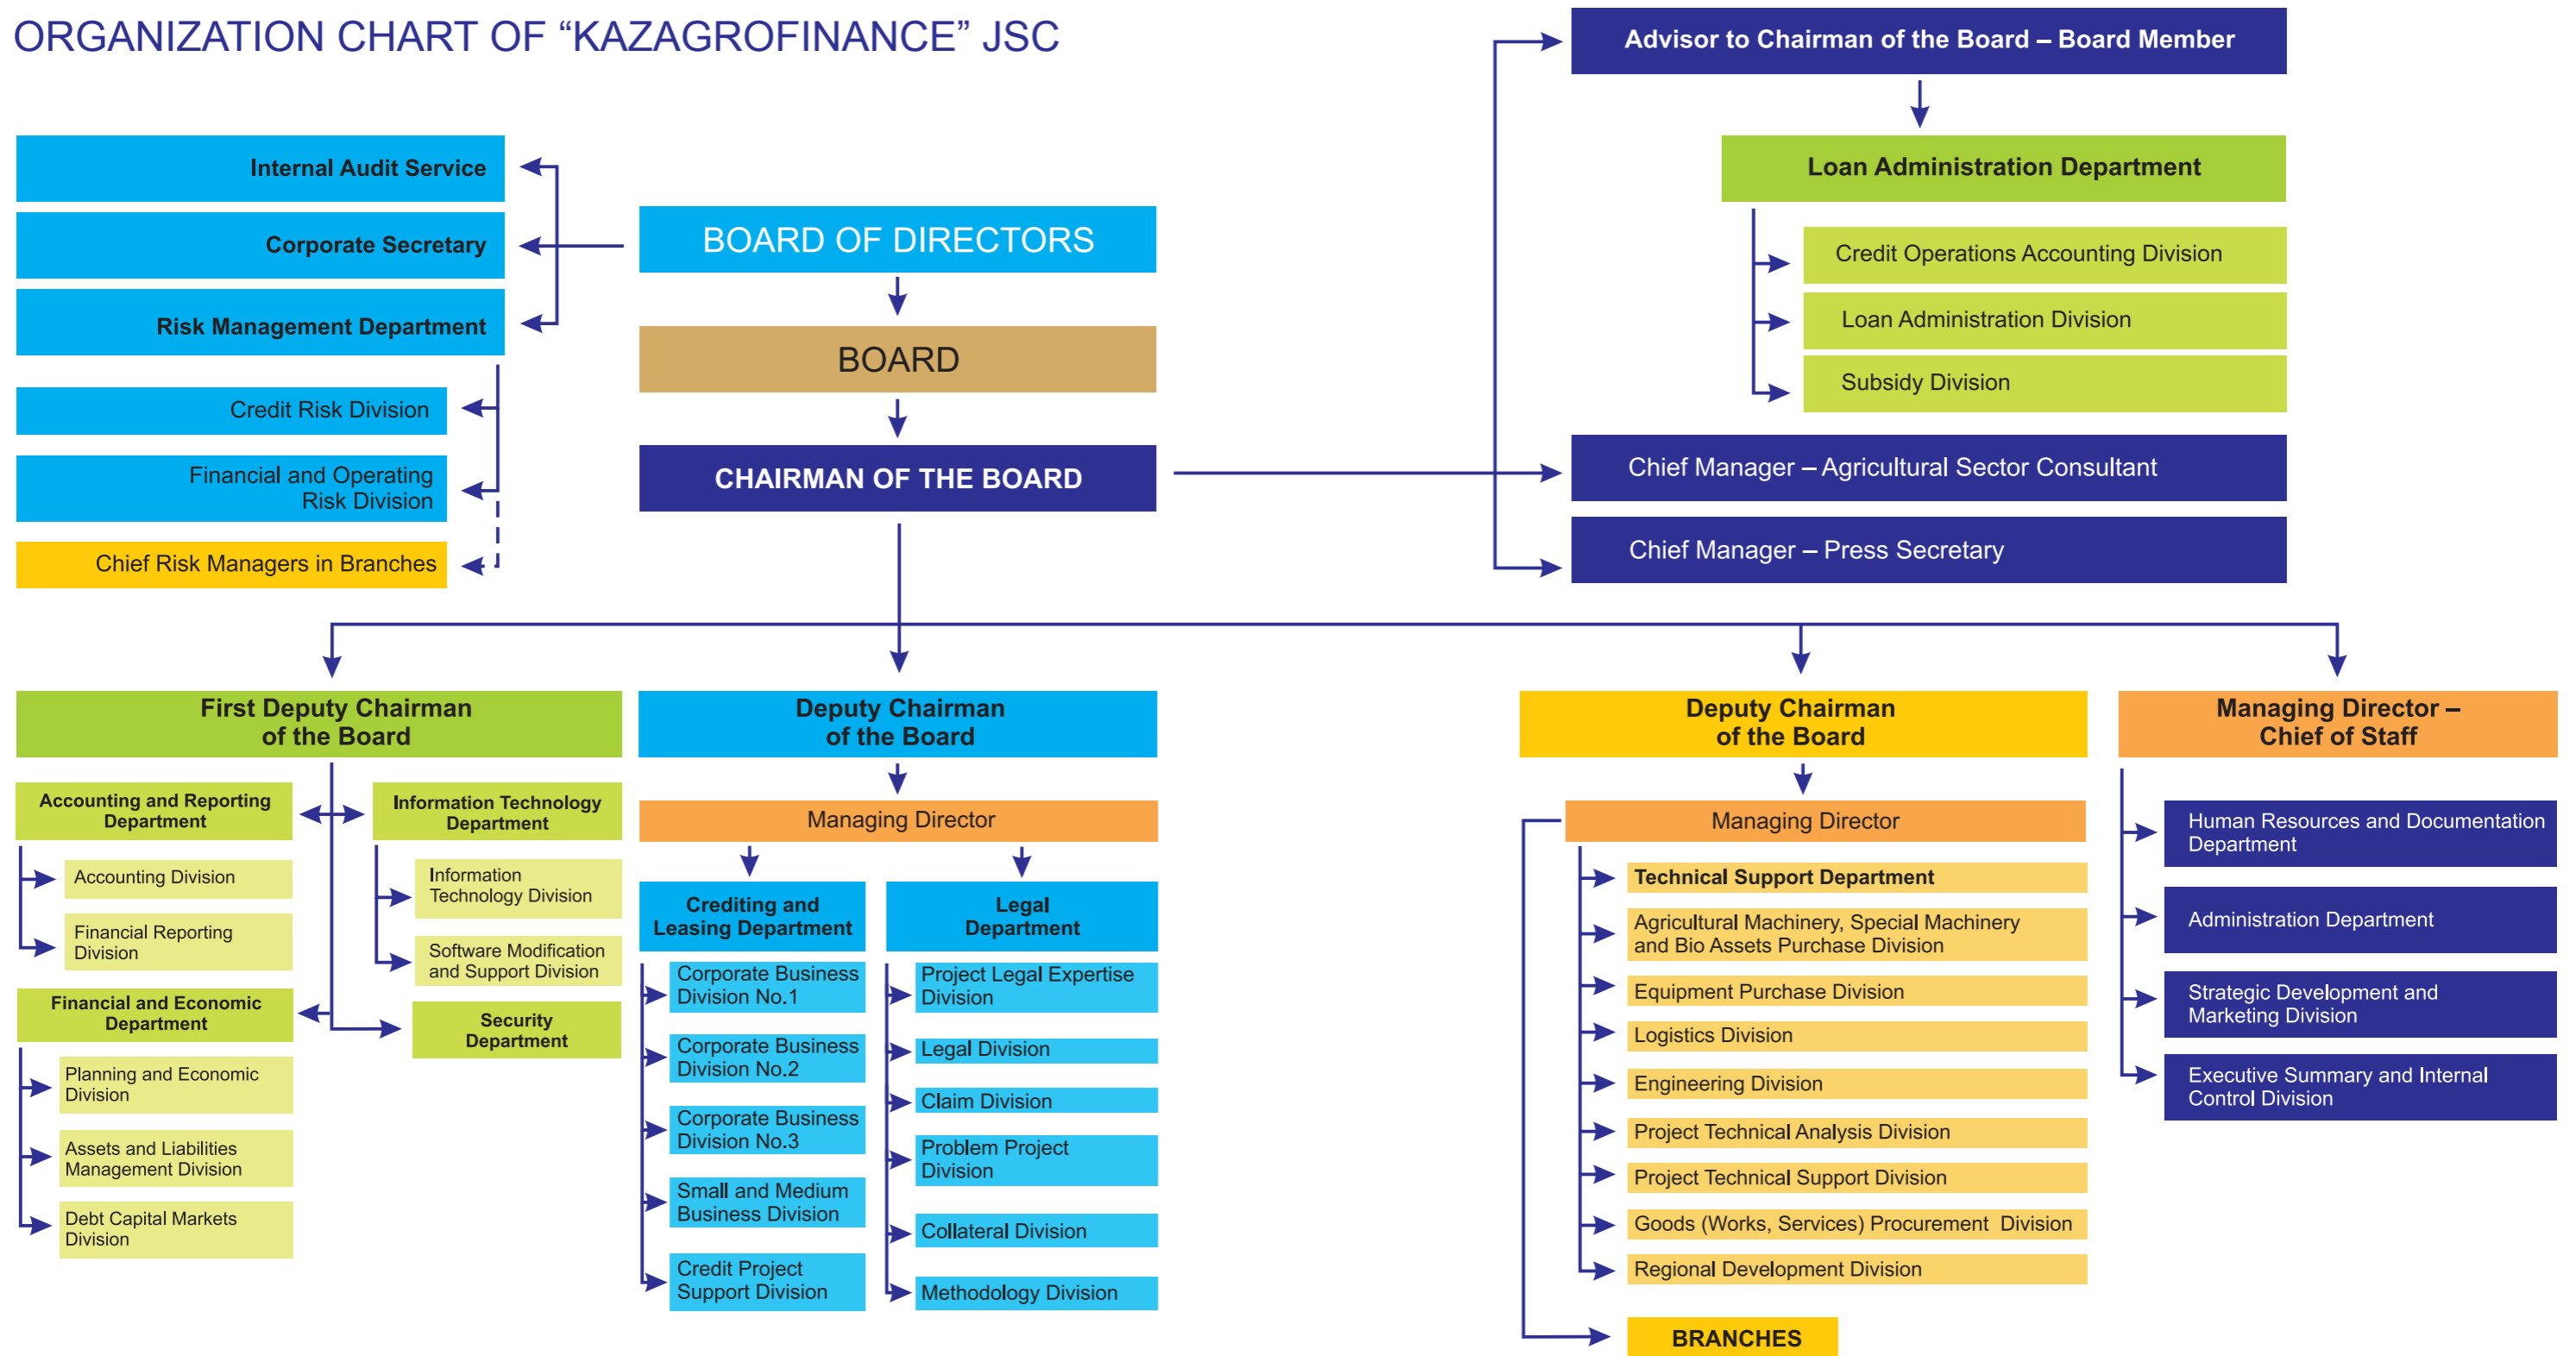 ORGANIZATION CHART OF “KAZAGROFINANCE” JSC
Internal Audit Service
Corporate Secretary
Risk Management Department
Credit Risk Division
Financial and Operating
Risk Division
Chief Risk Managers in Branches
BOARD OF DIRECTORS
BOARD
CHAIRMAN OF THE BOARD
Advisor to Chairman of the Board – Board Member
Loan Administration Department
Credit Operations Accounting Division
Loan Administration Division
Subsidy Division
Chief Manager – Agricultural Sector Consultant
Chief Manager – Press Secretary
First Deputy Chairman
of the Board
Accounting and Reporting
Department
Accounting Division
Financial Reporting
Division
Financial and Economic
Department
Planning and Economic
Division
Assets and Liabilities
Management Division
Debt Capital Markets
Division
Information Technology
Department
Information
Technology Division
Software Modification
and Support Division
Security
Department
Deputy Chairman
of the Board
Managing Director
Crediting and
Leasing Department
Corporate Business
Division No.1
Corporate Business
Division No.2
Corporate Business
Division No.3
Small and Medium
Business Division
Credit Project
Support Division
Legal
Department
Project Legal Expertise
Division
Legal Division
Claim Division
Problem Project
Division
Collateral Division
Methodology Division
Deputy Chairman
of the Board
Managing Director
Technical Support Department
Agricultural Machinery, Special Machinery
and Bio Assets Purchase Division
Equipment Purchase Division
Logistics Division
Engineering Division
Project Technical Analysis Division
Project Technical Support Division
Goods (Works, Services) Procurement Division
Regional Development Division
BRANCHES
Managing Director –
Chief of Staff
Human Resources and Documentation
Department
Administration Department
Strategic Development and
Marketing Division
Executive Summary and Internal
Control Division